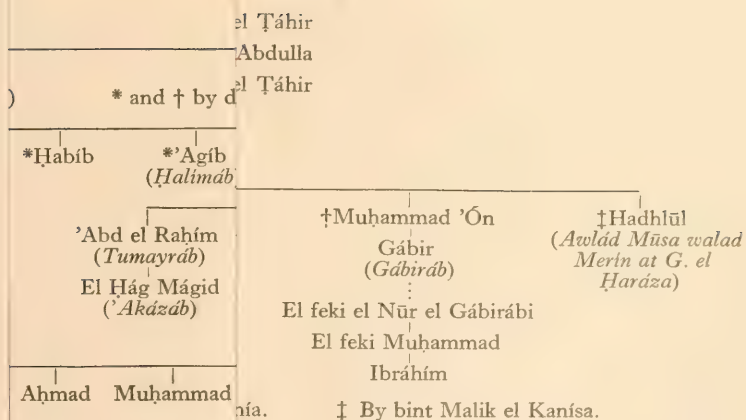 el Ṭáhir
Abdulla
el Ṭáhir
) * and † by d
*Ḥabíb *’Agíb
(Ḥalímáb
†Muḥammad ’Ón ‡Hadhlūl
’Abd el Raḥím Gábir (Awlád Mūsa walad
(Tumayráb) (Gábiráb) Merín at G. el
El Ḥág Mágid Ḥaráza)
(’Akázáb)
El feki el Nūr el Gábirábi
El feki Muḥammad
Ibráhím
Aḥmad Muḥammad
nía. ‡ By bint Malik el Kanísa.